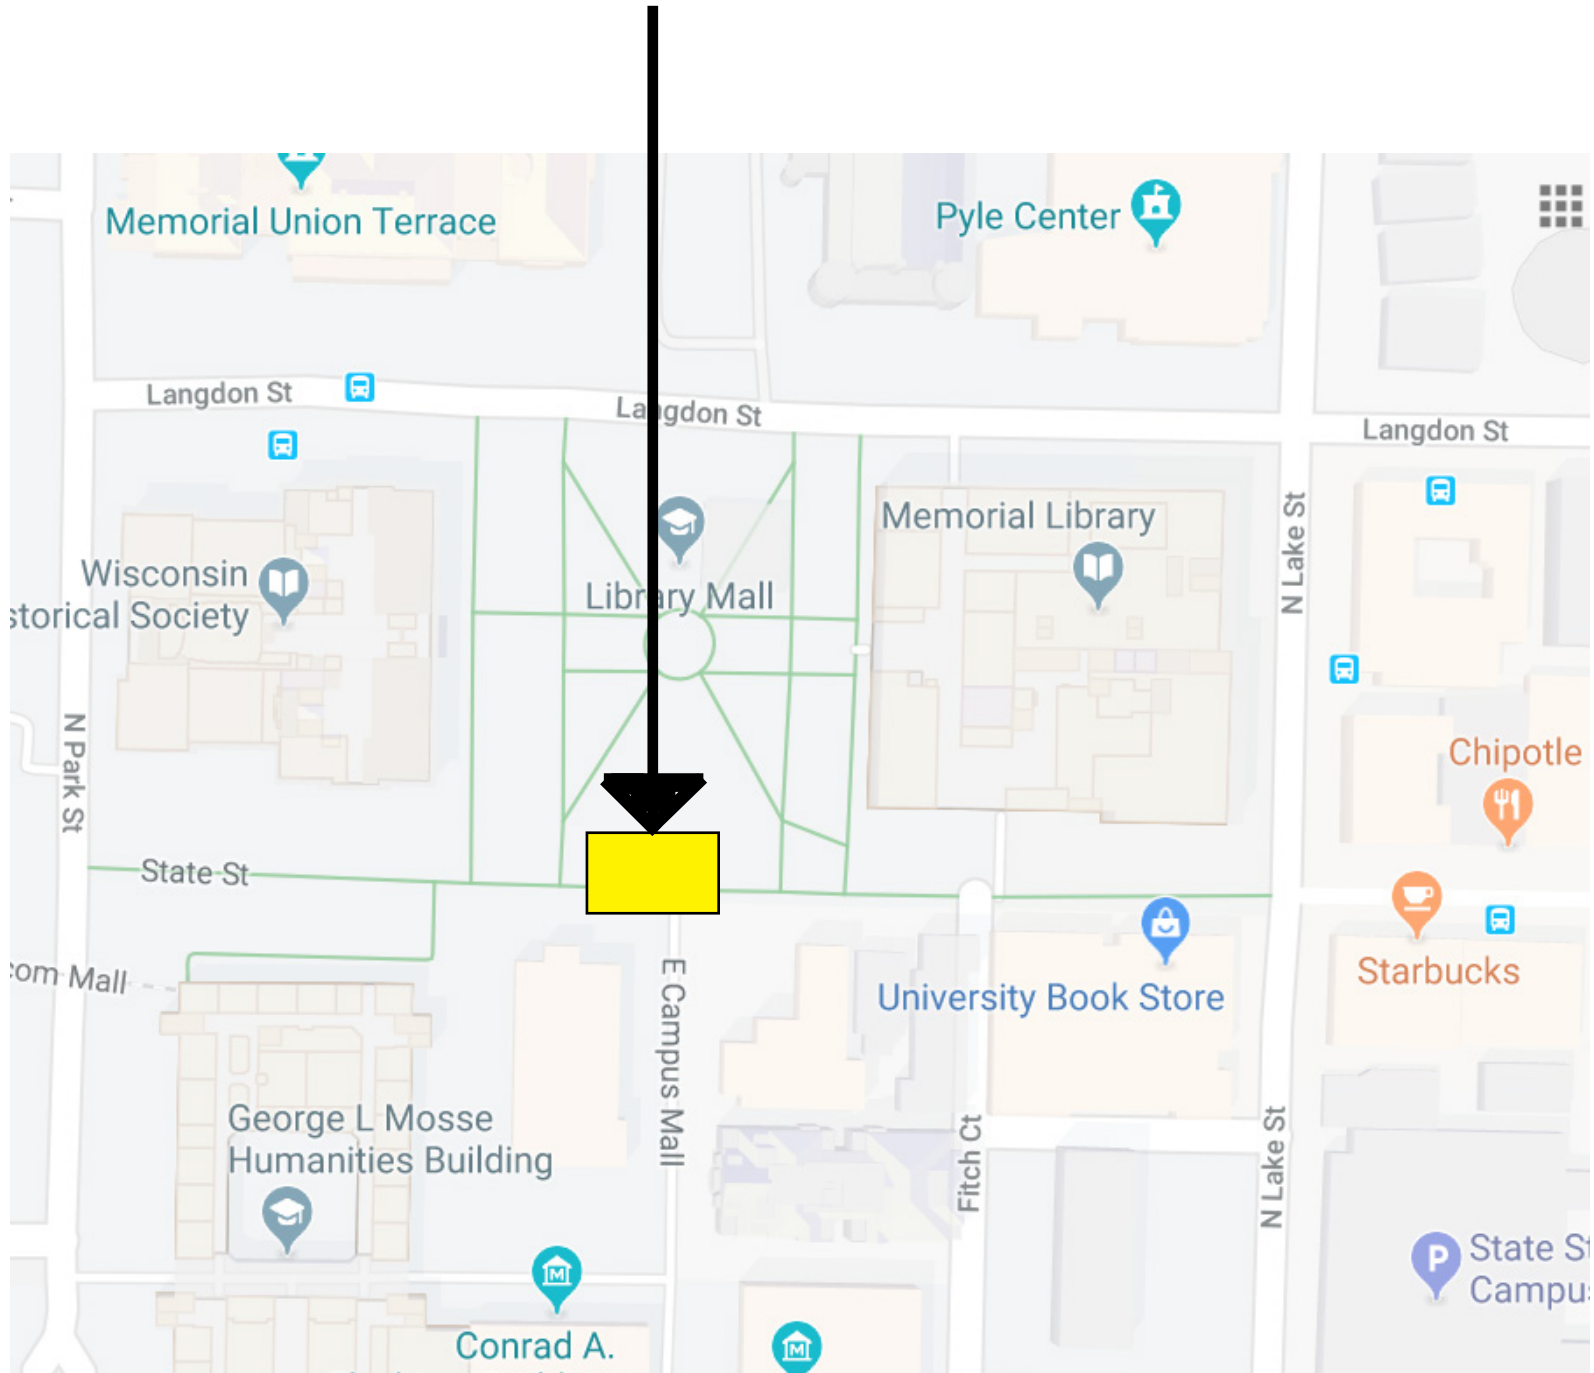 Memorial Union Terrace
Pyle Center
Langdon St
Langdon St
Langdon St
Memorial Library
N Lake St
Wisconsin
storical Society
Library Mall
N Park St
Chipotle
State St
com Mall
E Campus Mall
University Book Store
Starbucks
George L Mosse
Humanities Building
Fitch Ct
N Lake St
P
State St
Campus
M
M
Conrad A.